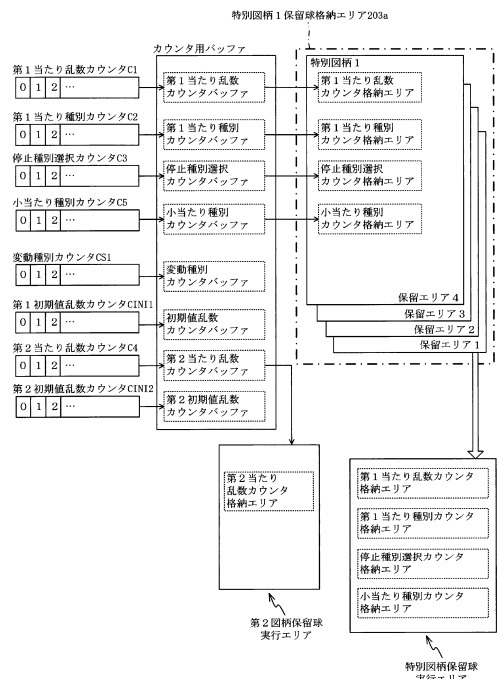 特別図柄1保留球格納エリア203a
カウンタ用バッファ
特別図柄1
第1当たり乱数カウンタC1
0 1 2 …
第1当たり乱数
カウンタバッファ
第1当たり乱数
カウンタ格納エリア
第1当たり種別カウンタC2
0 1 2 …
第1当たり種別
カウンタバッファ
第1当たり種別
カウンタ格納エリア
停止種別選択カウンタC3
0 1 2 …
停止種別選択
カウンタバッファ
停止種別選択
カウンタ格納エリア
小当たり種別カウンタC5
0 1 2 …
小当たり種別
カウンタバッファ
小当たり種別
カウンタ格納エリア
変動種別カウンタCS1
0 1 2 …
変動種別
カウンタバッファ
第1初期値乱数カウンタCINI1
0 1 2 …
初期値乱数
カウンタバッファ
第2当たり乱数カウンタC4
0 1 2 …
第2当たり乱数
カウンタバッファ
第2初期値乱数カウンタCINI2
0 1 2 …
第2初期値乱数
カウンタバッファ
保留エリア4
保留エリア3
保留エリア2
保留エリア1
第2当たり
乱数カウンタ
格納エリア
第2図柄保留球
実行エリア
第1当たり乱数カウンタ
格納エリア
第1当たり種別カウンタ
格納エリア
停止種別選択カウンタ
格納エリア
小当たり種別カウンタ
格納エリア
特別図柄保留球
実行エリア